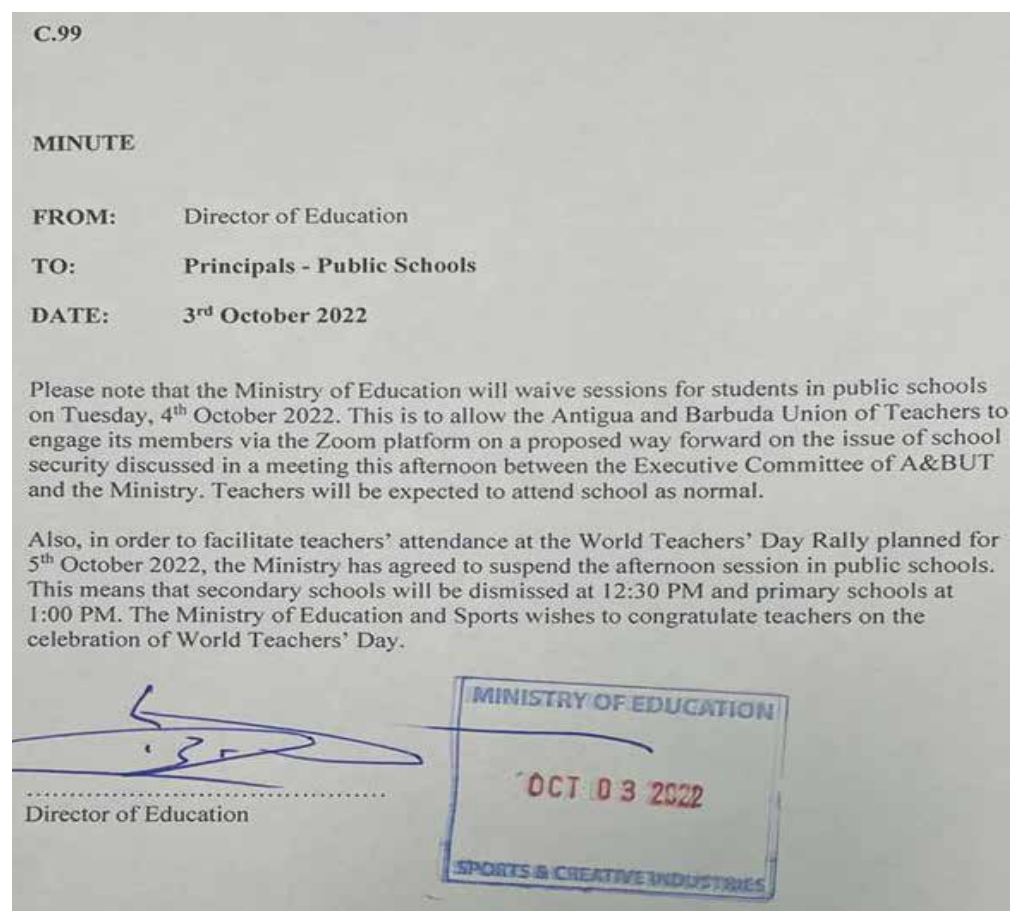 C.99
MINUTE
FROM: Director of Education
TO: Principals - Public Schools
DATE: 3rd October 2022
Please note that the Ministry of Education will waive sessions for students in public schools
on Tuesday, 4th October 2022. This is to allow the Antigua and Barbuda Union of Teachers to
engage its members via the Zoom platform on a proposed way forward on the issue of school
security discussed in a meeting this afternoon between the Executive Committee of A&BUT
and the Ministry. Teachers will be expected to attend school as normal.
Also, in order to facilitate teachers' attendance at the World Teachers' Day Rally planned for
5th October 2022, the Ministry has agreed to suspend the afternoon session in public schools.
This means that secondary schools will be dismissed at 12:30 PM and primary schools at
1:00 PM. The Ministry of Education and Sports wishes to congratulate teachers on the
celebration of World Teachers' Day.
MINISTRY OF EDUCATION
OCT 03 2022
SPORTS & CREATIVE INDUSTRIES
Director of Education